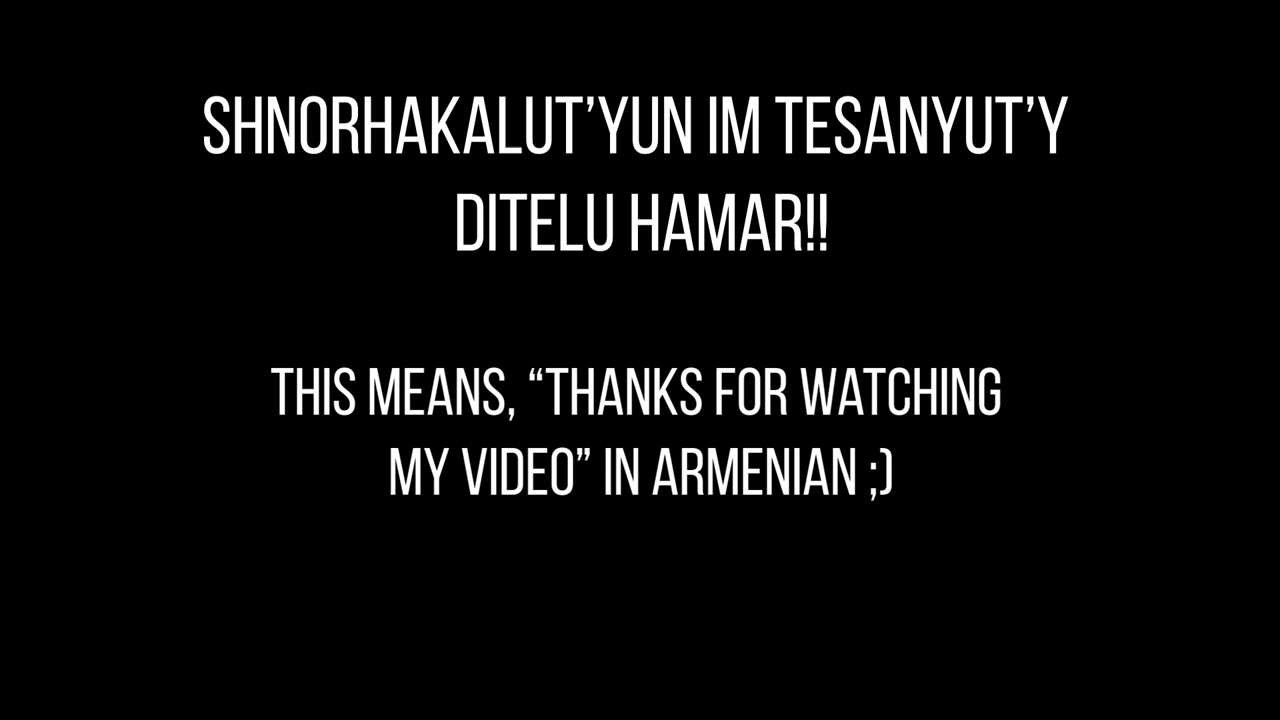 SHNORHAKALUT’YUN IM TESANYUT’Y
DITELU HAMAR!!
THIS MEANS, “THANKS FOR WATCHING
MY VIDEO” IN ARMENIAN ;)